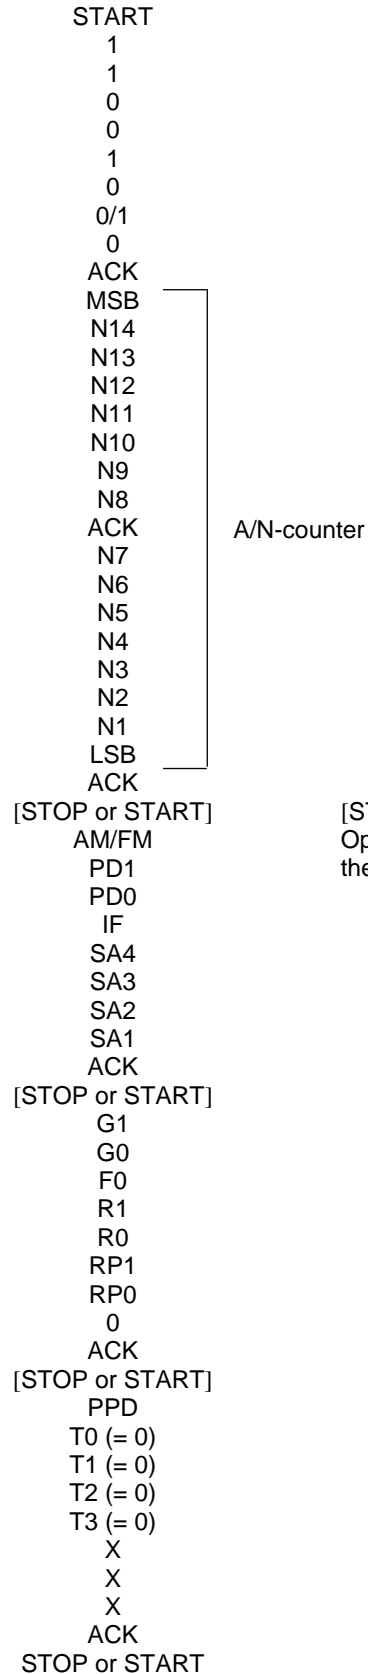 START
1
1
0
0
1
0
0/1
0
ACK
MSB
N14
N13
N12
N11
N10
N9
N8
ACK
A/N-counter
N7
N6
N5
N4
N3
N2
N1
LSB
ACK
[STOP or START]
AM/FM
PD1
PD0
IF
SA4
SA3
SA2
SA1
ACK
[STOP or START]
G1
G0
F0
R1
R0
RP1
RP0
0
ACK
[STOP or START]
PPD
T0 (= 0)
T1 (= 0)
T2 (= 0)
T3 (= 0)
X
X
X
ACK
STOP or START